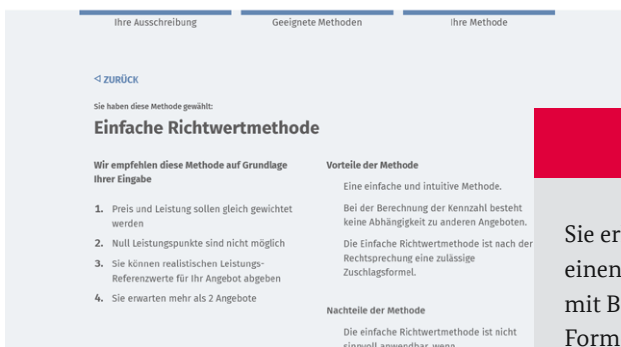 Ihre Ausschreibung
Geeignete Methoden
Ihre Methode
ZURÜCK
Sie haben diese Methode gewählt:
Einfache Richtwertmethode
Wir empfehlen diese Methode auf Grundlage
Ihrer Eingabe
1. Preis und Leistung sollen gleich gewichtet
werden
2. Null Leistungspunkte sind nicht möglich
3. Sie können realistischen Leistungs-
Referenzwerte für Ihr Angebot abgeben
4. Sie erwarten mehr als 2 Angebote
Vorteile der Methode
Eine einfache und intuitive Methode.
Bei der Berechnung der Kennzahl besteht
keine Abhängigkeit zu anderen Angeboten.
Die Einfache Richtwertmethode ist nach der
Rechtsprechung eine zulässige
Zuschlagsformel.
Nachteile der Methode
Die einfache Richtwertmethode ist nicht
sinnvoll anwendbar, wenn
Sie er
einen
mit B
Form